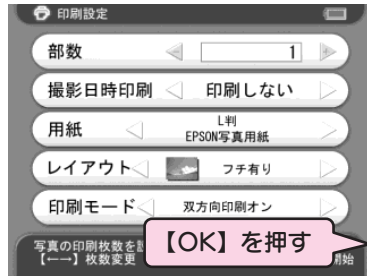 印刷設定
部数 1
撮影日時印刷 印刷しない
用紙 L判
EPSON写真用紙
レイアウト フチ有り
印刷モード 双方向印刷オン
写真の印刷枚数を
【←→】枚数変更 開始
【OK】を押す